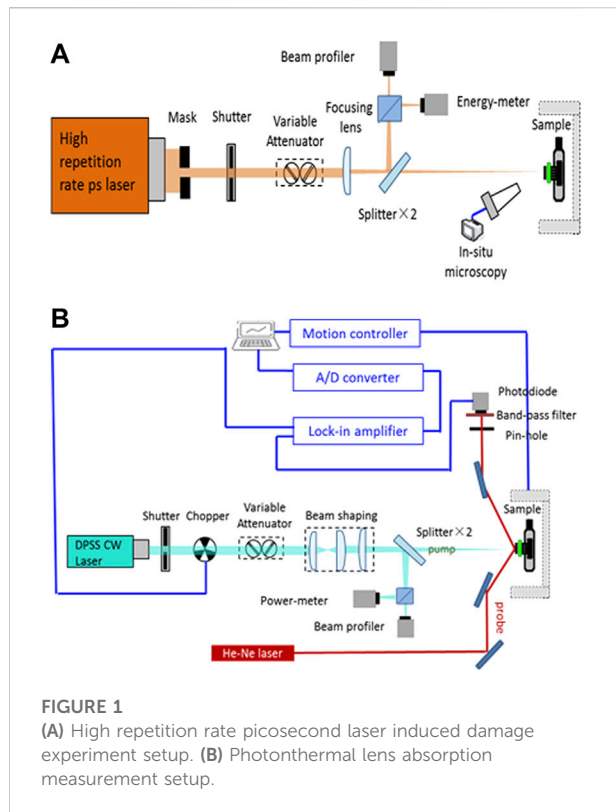 A
Beam profiler
Focusing
lens
Energy-meter
Mask
Shutter
Variable
Attenuator
Sample
High
repetition
rate ps laser
Splitter×2
In-situ
microscopy
B
Motion controller
A/D converter
Photodiode
Band-pass filter
Pin-hole
Lock-in amplifier
Shutter
Chopper
Variable
Attenuator
Beam shaping
Splitter×2
Sample
DPSS CW
Laser
pump
Power-meter
Beam profiler
probe
He-Ne laser
FIGURE 1
(A) High repetition rate picosecond laser induced damage
experiment setup. (B) Photonthermal lens absorption
measurement setup.